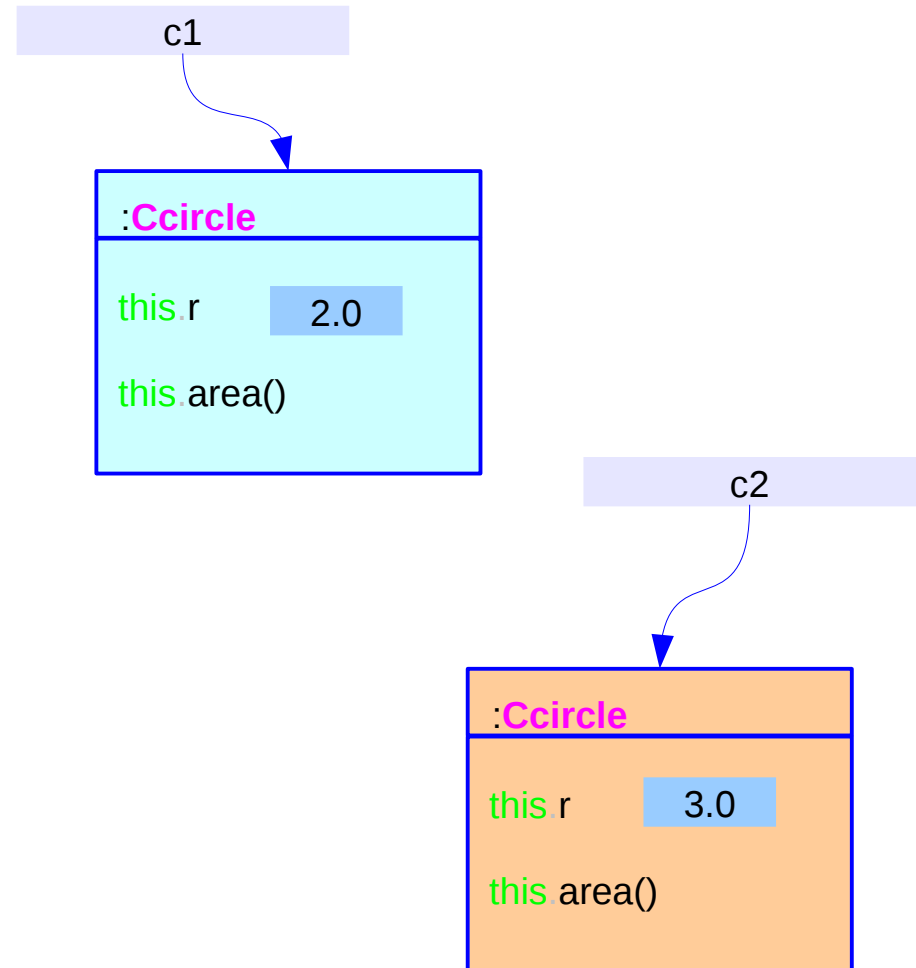 c1
:Ccircle
this.r 2.0
this.area()
c2
:Ccircle
this.r 3.0
this.area()